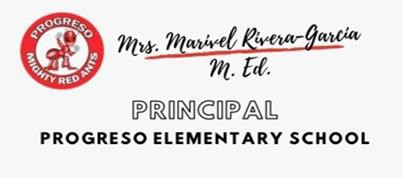 PROGRESO
MIGHTY RED ANTS
Mrs. Marivel Rivera-Garcia
M. Ed.
PRINCIPAL
PROGRESO ELEMENTARY SCHOOL